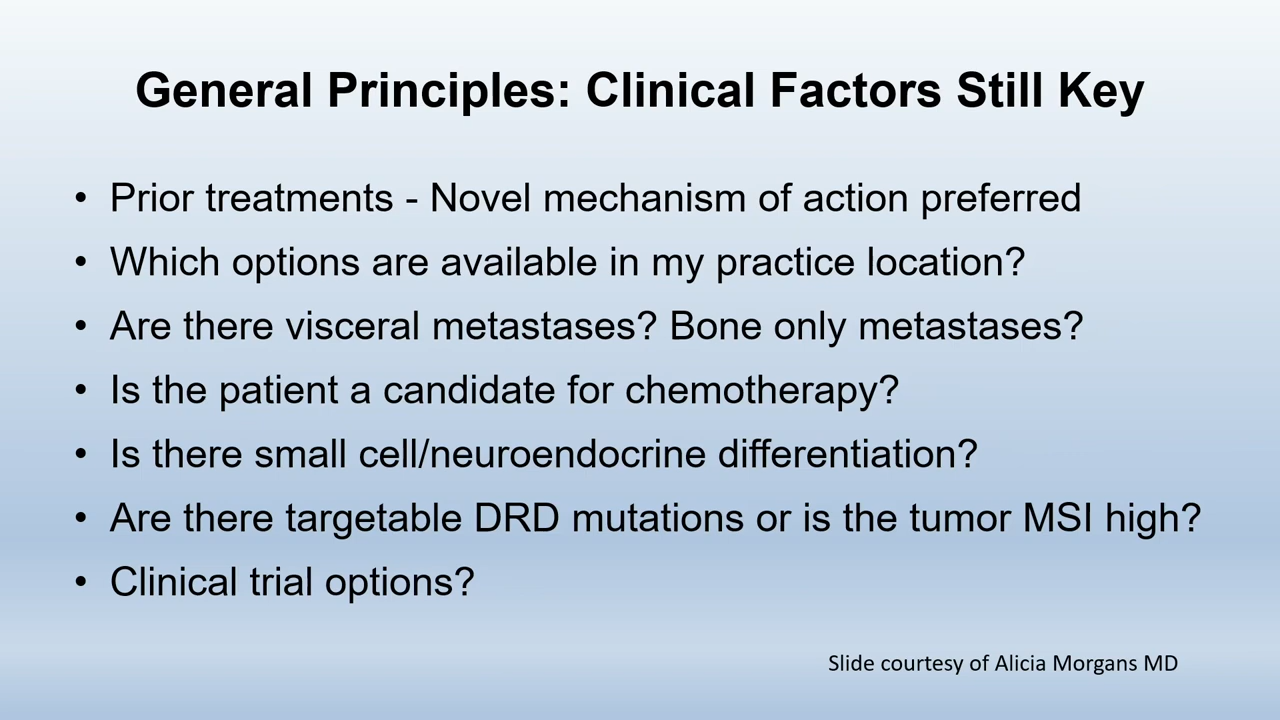 General Principles: Clinical Factors Still Key
• Prior treatments - Novel mechanism of action preferred
• Which options are available in my practice location?
• Are there visceral metastases? Bone only metastases?
• Is the patient a candidate for chemotherapy?
• Is there small cell/neuroendocrine differentiation?
• Are there targetable DRD mutations or is the tumor MSI high?
• Clinical trial options?
Slide courtesy of Alicia Morgans MD